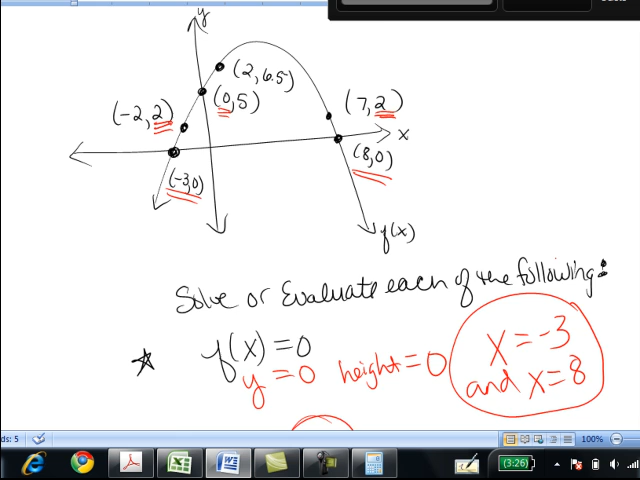 y
(2, 6.5)
(0,5)
(-2, 2)
(7, 2)
x
(-3,0)
(8,0)
f(x)
Solve or Evaluate each of the following:
f(x) = 0
y = 0 height = 0
x = -3
and x = 8
ds: 5
100%
(3:26)
W